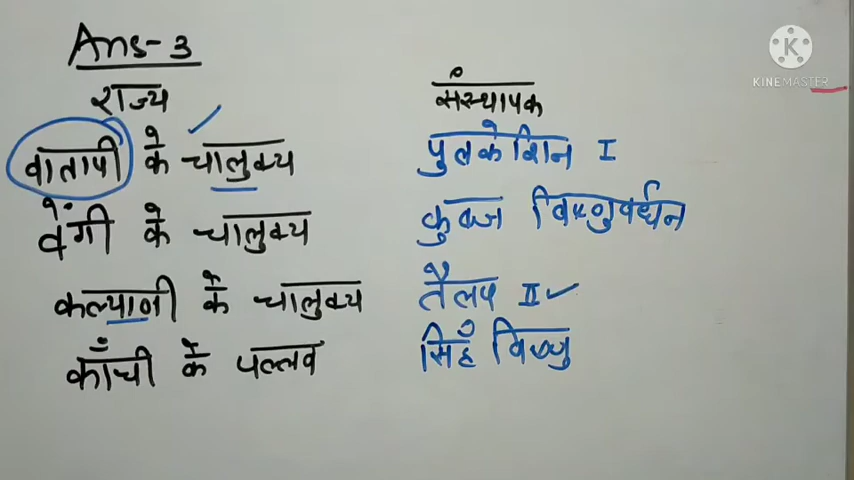 Ans-3
राज्य संस्थापक
वातापी के चालुक्य पुलकेशिन I
वेंगी के चालुक्य कुब्ज विष्णुवर्धन
कल्याणी के चालुक्य तैलप II
काँची के पल्लव सिंह विष्णु
KINEMASTER